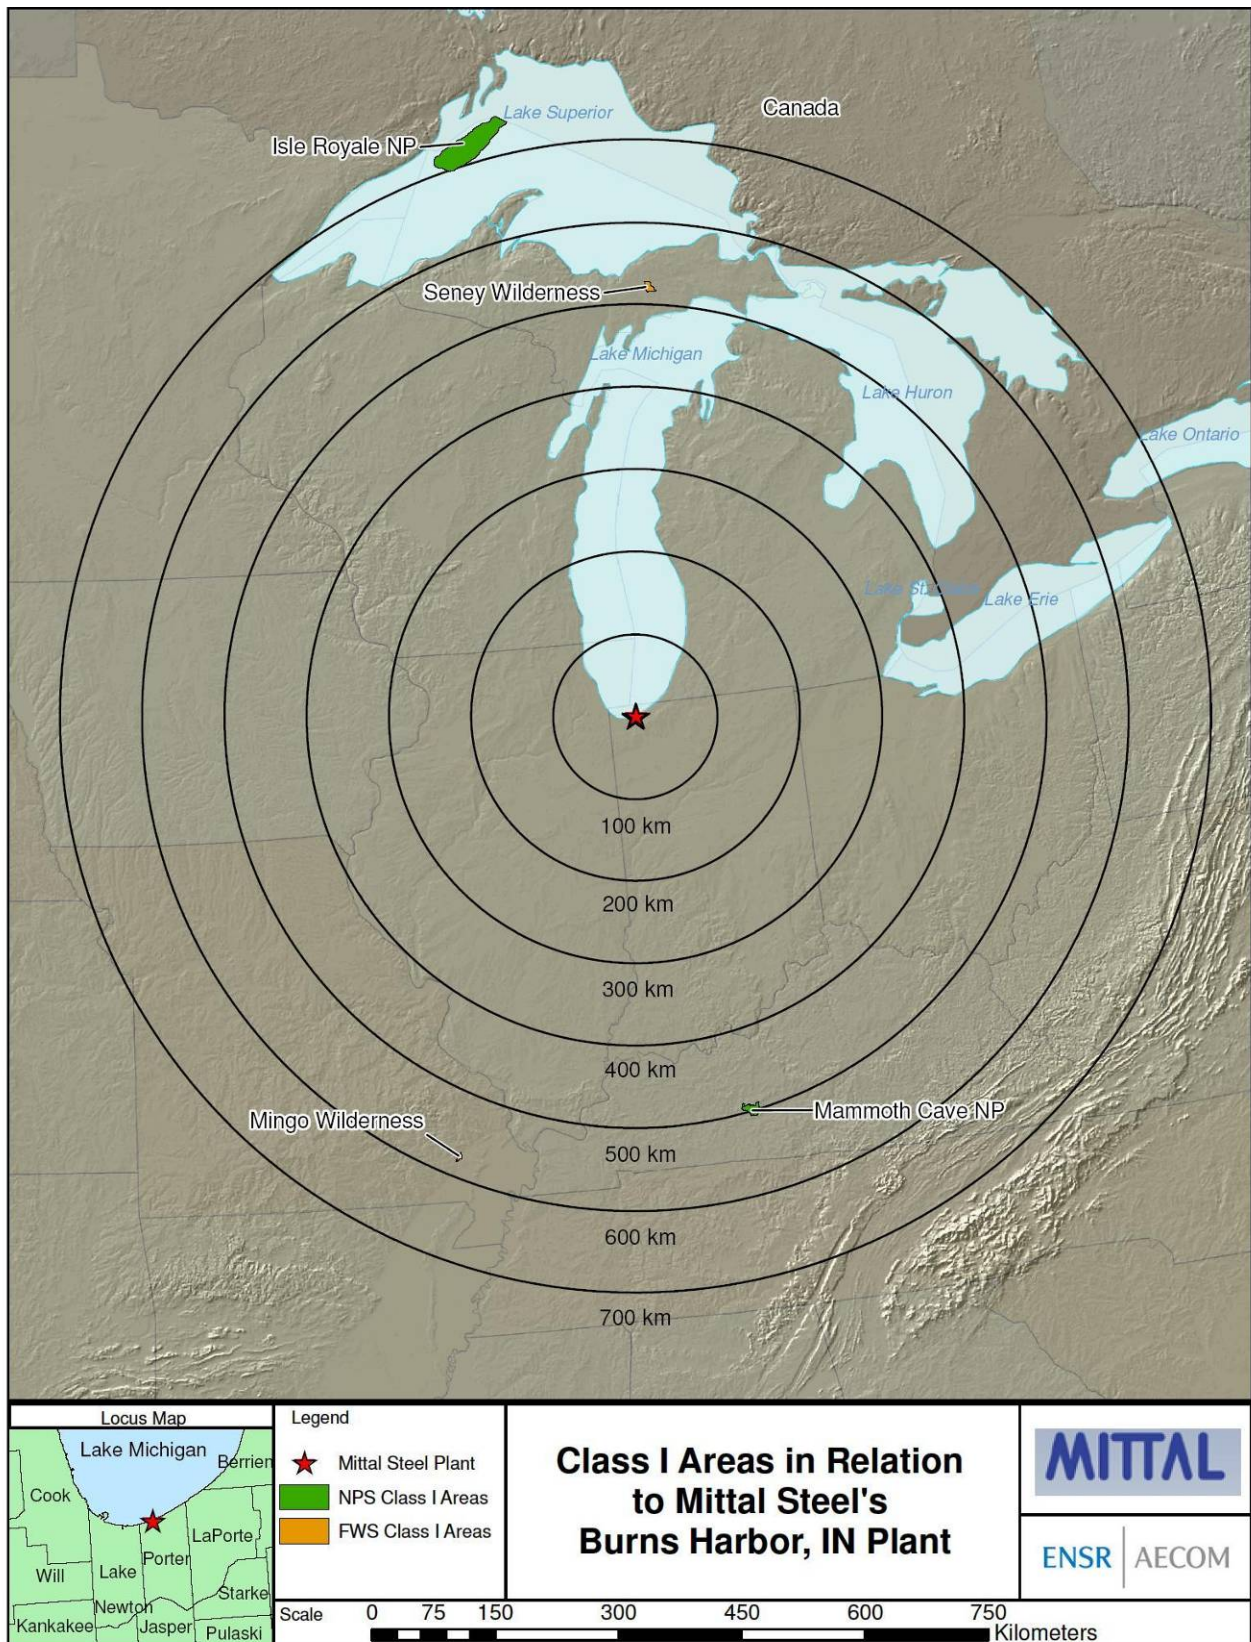 Lake Superior
Canada
Isle Royale NP
Seney Wilderness
Lake Michigan
Lake Huron
Lake Ontario
Lake St.
Lake Erie
100 km
200 km
300 km
400 km
Mingo Wilderness
Mammoth Cave NP
500 km
600 km
700 km
Locus Map
Lake Michigan
Berrien
Cook
LaPorte
Porter
Lake
Will
Starke
Newton
Kankakee
Jasper
Pulaski
Legend
Mittal Steel Plant
NPS Class I Areas
FWS Class I Areas
Class I Areas in Relation
to Mittal Steel's
Burns Harbor, IN Plant
MITTAL
ENSR AECOM
Scale 0 75 150 300 450 600 750
Kilometers